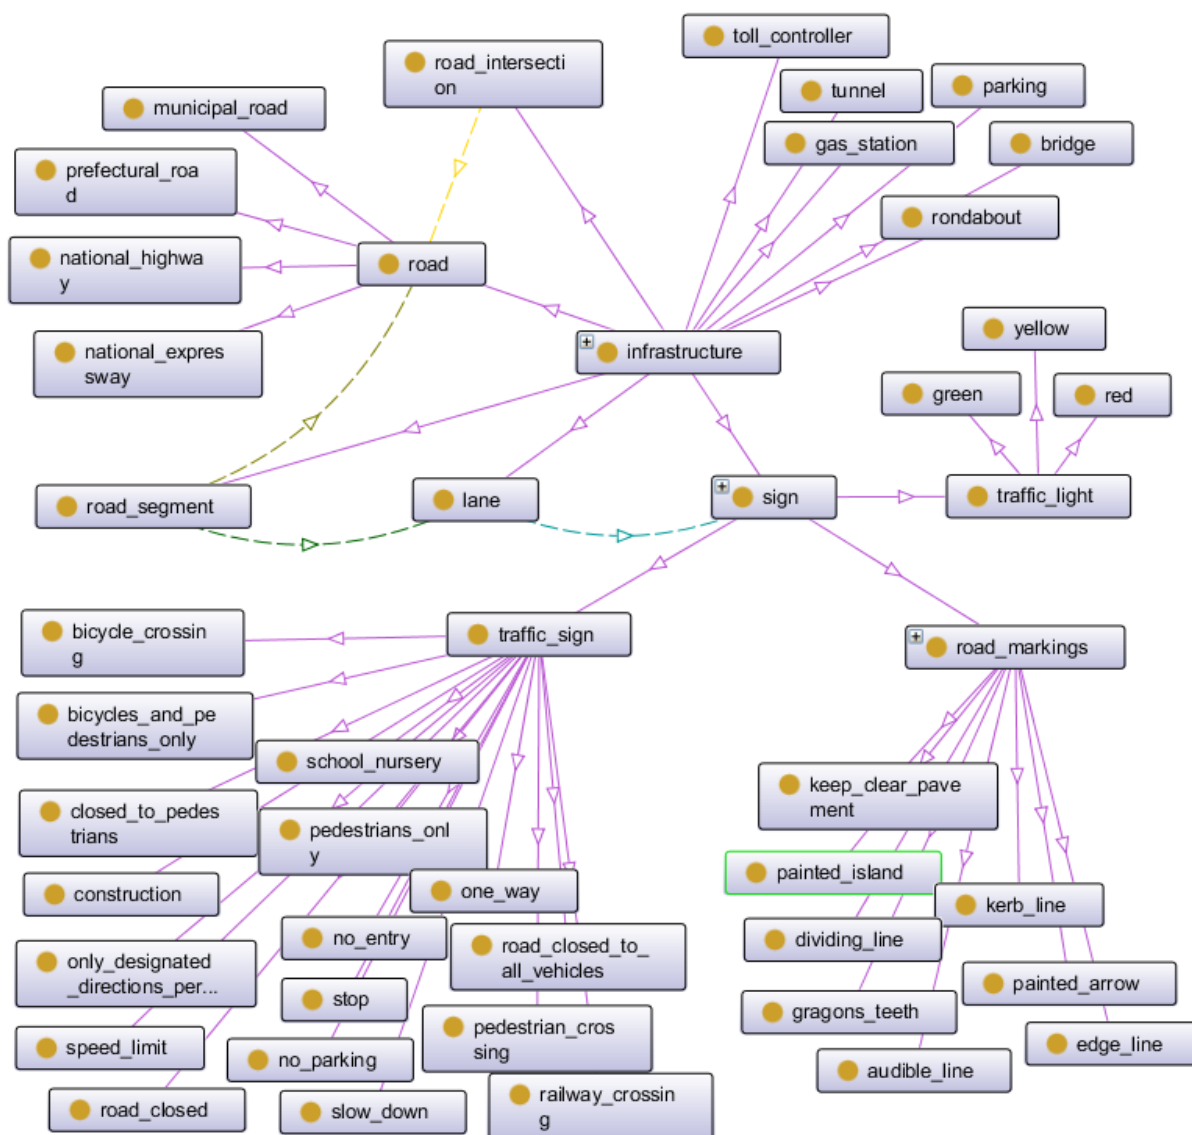 toll_controller
road_intersecti
on
tunnel
parking
municipal_road
gas_station
bridge
prefectural_roa
d
rondabout
national_highwa
y
road
national_expres
sway
infrastructure
yellow
green
red
road_segment
lane
sign
traffic_light
bicycle_crossin
g
traffic_sign
road_markings
bicycles_and_pe
destrians_only
school_nursery
keep_clear_pave
ment
closed_to_pedes
trians
pedestrians_onl
y
painted_island
construction
one_way
kerb_line
no_entry
road_closed_to_
all_vehicles
dividing_line
only_designated
_directions_per...
stop
painted_arrow
gragons_teeth
speed_limit
no_parking
pedestrian_cros
sing
edge_line
audible_line
road_closed
slow_down
railway_crossin
g